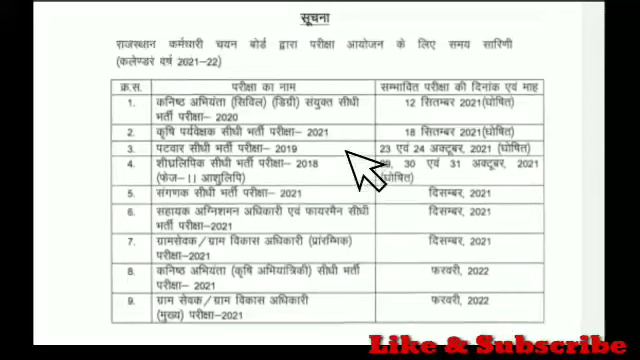 सूचना
राजस्थान कर्मचारी चयन बोर्ड द्वारा परीक्षा आयोजन के लिए समय सारिणी
(कलेण्डर वर्ष 2021-22)
क्र.स. परीक्षा का नाम सम्भावित परीक्षा की दिनांक एवं माह
1. कनिष्ठ अभियंता (सिविल) (डिग्री) संयुक्त सीधी 12 सितम्बर 2021(घोषित)
भर्ती परीक्षा– 2020
2. कृषि पर्यवेक्षक सीधी भर्ती परीक्षा– 2021 18 सितम्बर 2021(घोषित)
3. पटवार सीधी भर्ती परीक्षा– 2019 23 एवं 24 अक्टूबर, 2021 (घोषित)
4. शीघ्रलिपिक सीधी भर्ती परीक्षा– 2018 30 एवं 31 अक्टूबर, 2021
(फेज-।। आशुलिपि) (घोषित)
5. संगणक सीधी भर्ती परीक्षा– 2021 दिसम्बर, 2021
6. सहायक अग्निशमन अधिकारी एवं फायरमैन सीधी दिसम्बर, 2021
भर्ती परीक्षा–2021
7. ग्रामसेवक/ग्राम विकास अधिकारी (प्रारम्भिक) दिसम्बर, 2021
परीक्षा–2021
8. कनिष्ठ अभियंता (कृषि अभियांत्रिकी) सीधी भर्ती फरवरी, 2022
परीक्षा– 2021
9. ग्राम सेवक/ग्राम विकास अधिकारी फरवरी, 2022
(मुख्य) परीक्षा–2021
Like & Subscribe